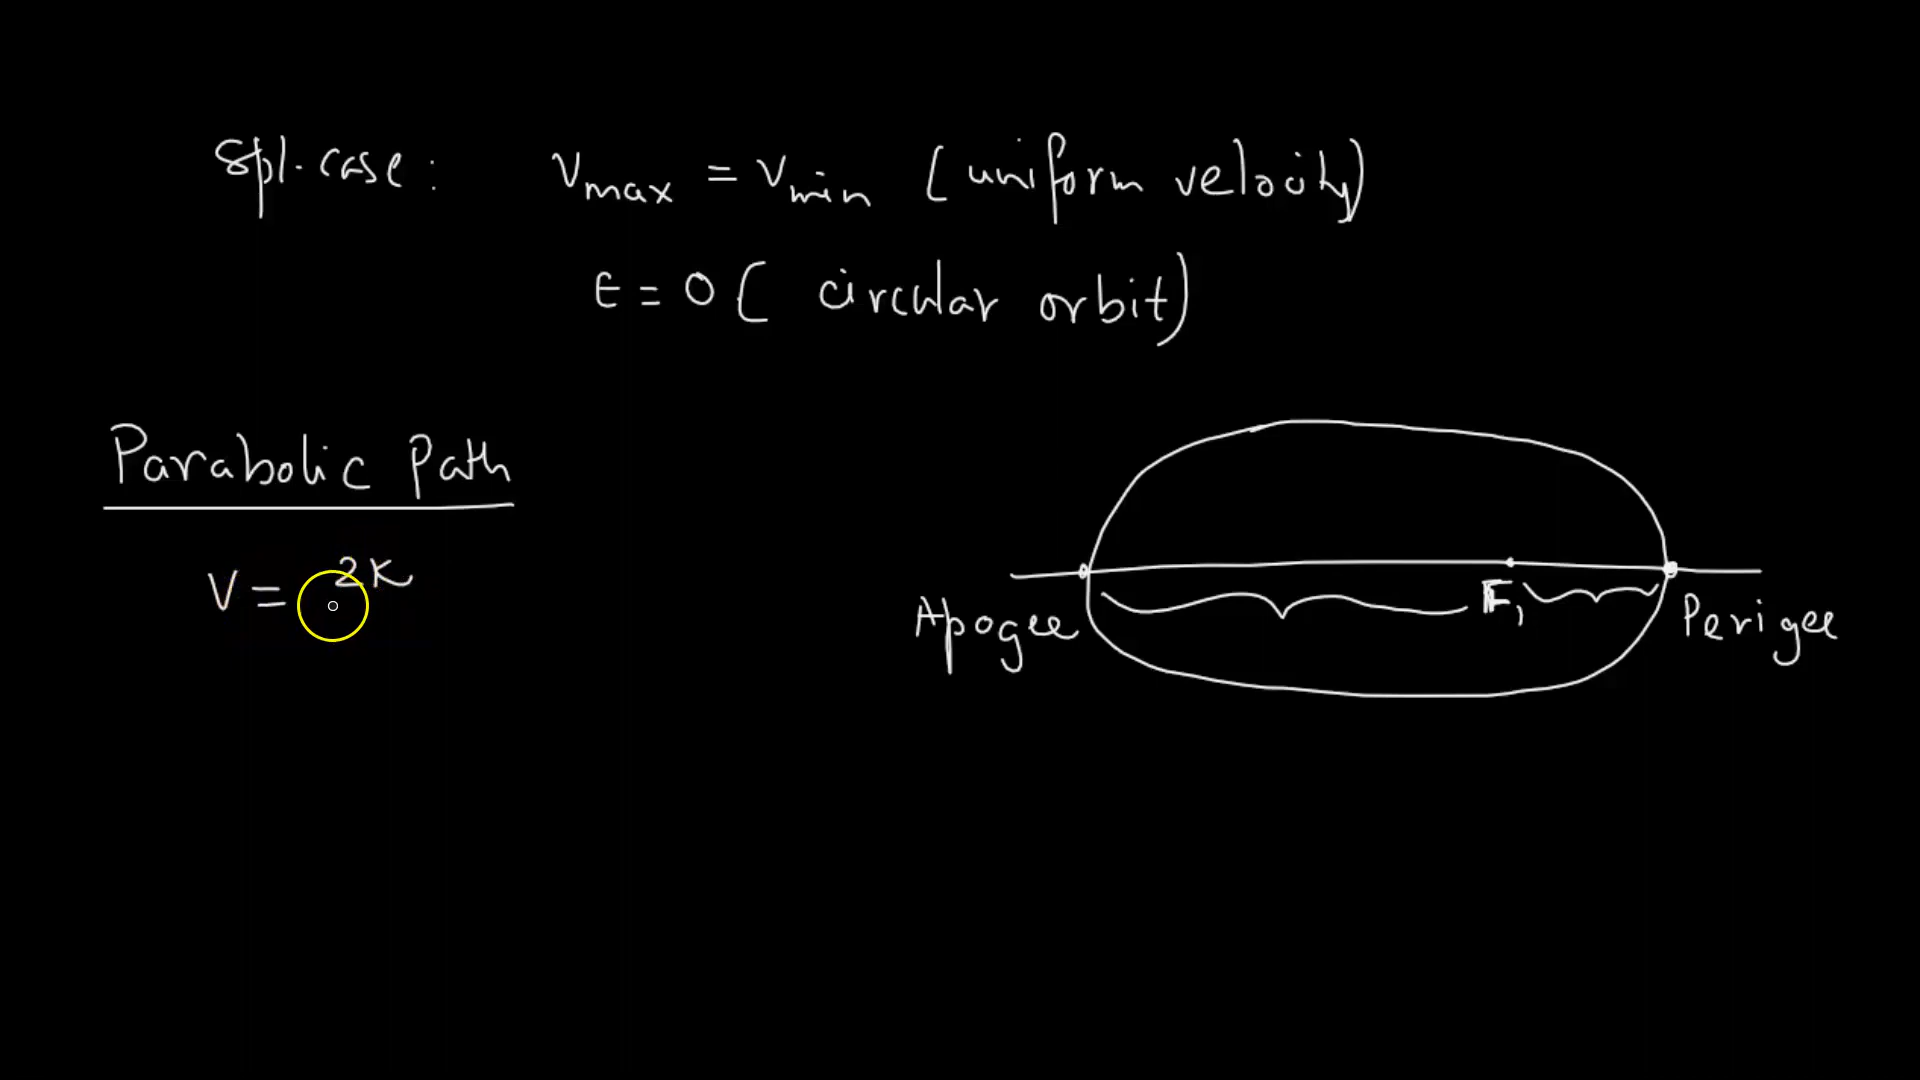 Spl. case : Vmax = Vmin (uniform velocity)
ϵ = 0 (circular orbit)
Parabolic Path
V = 2K
Apogee F1 Perigee